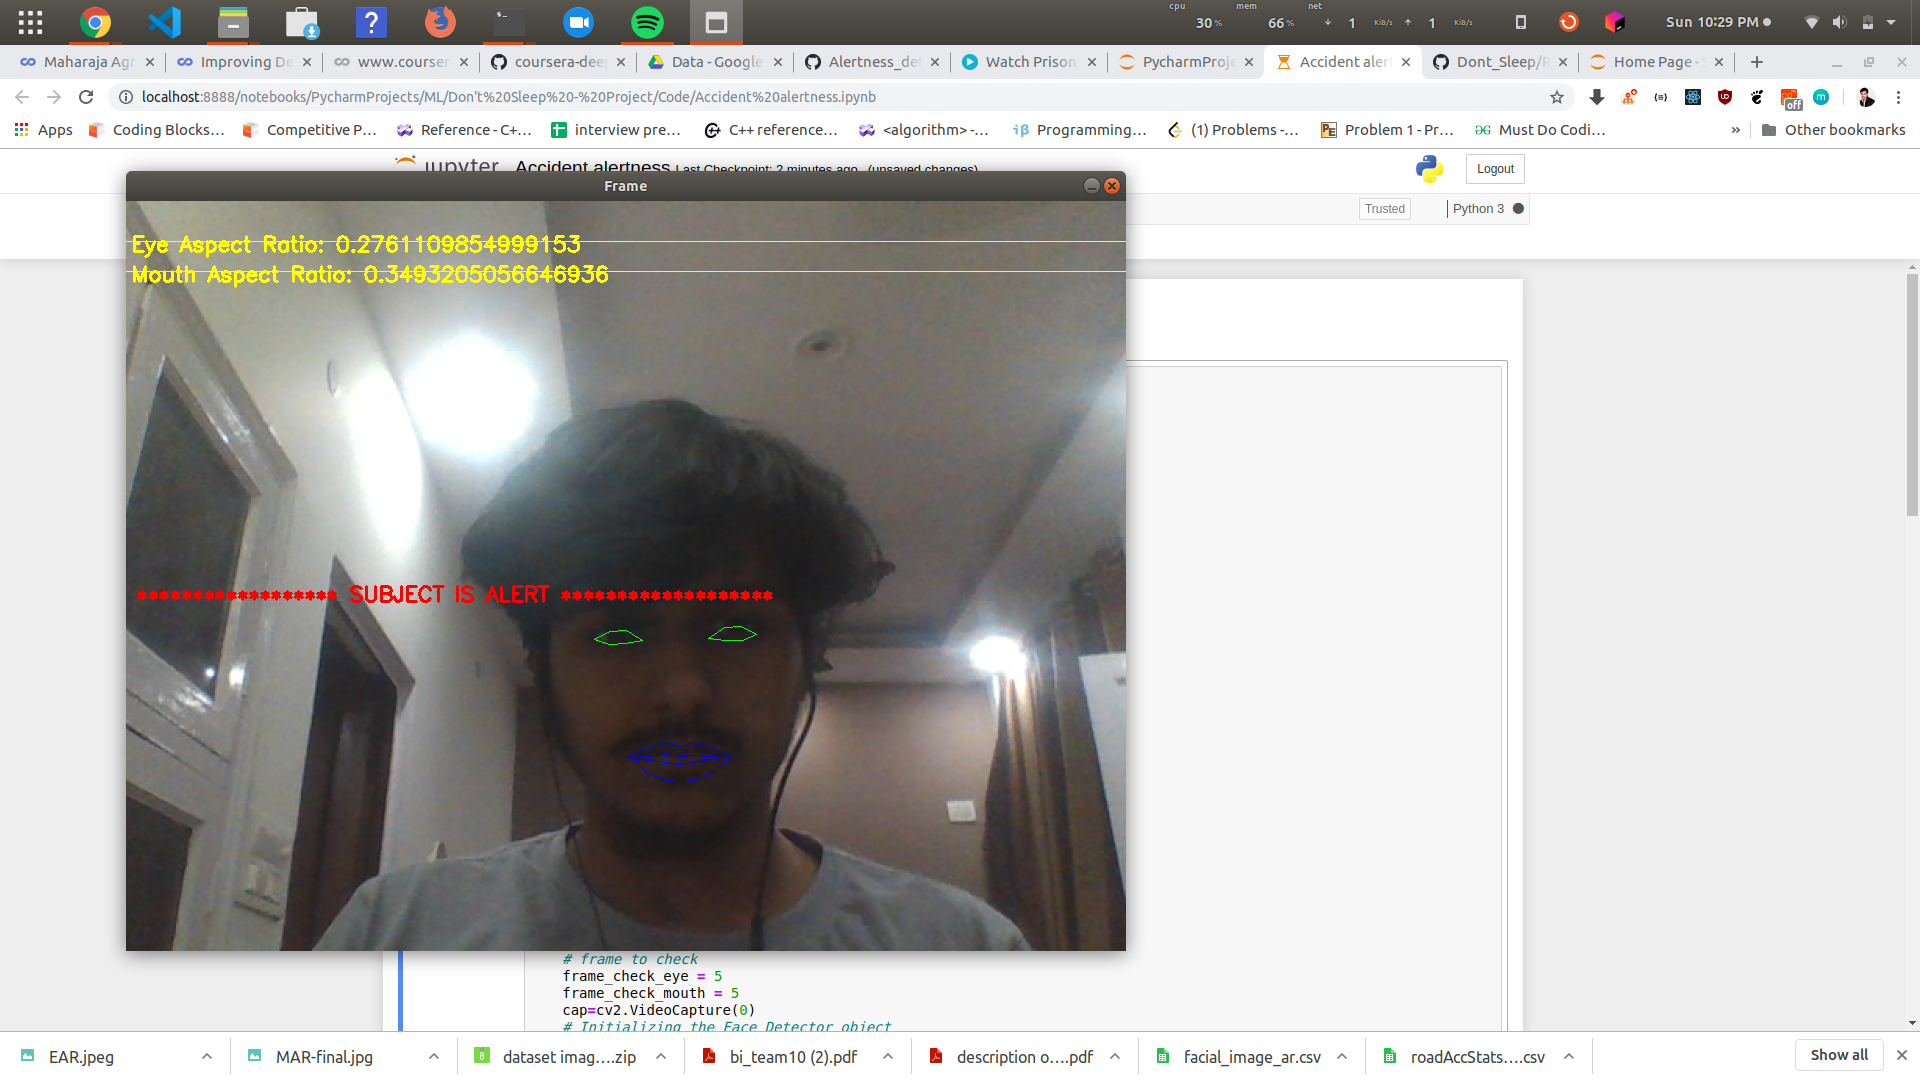 cpu
30%
mem
66%
net
1 KiB/s 1 KiB/s
Sun 10:29 PM
Maharaja Agr
Improving De
www.courser
coursera-dee
Data - Google
Alertness_de
Watch Prison
PycharmProje
Accident aler
Dont_Sleep/R
Home Page - S
localhost:8888/notebooks/PycharmProjects/ML/Don't%20Sleep%20-%20Project/Code/Accident%20alertness.ipynb
off
Apps
Coding Blocks...
Competitive P...
Reference - C+...
interview pre...
C++ reference...
<algorithm> -...
Programming...
(1) Problems -...
Problem 1 - Pr...
Must Do Codi...
»
Other bookmarks
jupyter Accident alertness Last Checkpoint: 2 minutes ago (unsaved changes)
Logout
Trusted
Python 3
Frame
Eye Aspect Ratio: 0.2761109854999153
Mouth Aspect Ratio: 0.3493205056646936
****************** SUBJECT IS ALERT *******************
# frame to check
frame_check_eye = 5
frame_check_mouth = 5
cap=cv2.VideoCapture(0)
# Initializing the Face Detector object
EAR.jpeg
MAR-final.jpg
dataset imag....zip
bi_team10 (2).pdf
description o....pdf
facial_image_ar.csv
roadAccStats....csv
Show all